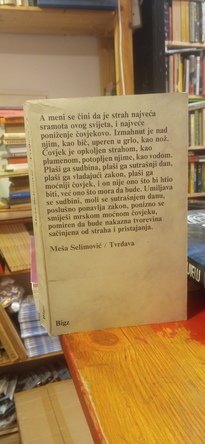 A meni se čini da je strah najveća
sramota ovog svijeta, i najveće
poniženje čovjekovo. Izmahnut je nad
njim, kao bič, uperen u grlo, kao nož.
Čovjek je opkoljen strahom, kao
plamenom, potopljen njime, kao vodom.
Plaši ga sudbina, plaši ga sutrašnji dan,
plaši ga vladajući zakon, plaši ga
moćniji čovjek, i on nije ono što bi htio
biti, već ono što mora da bude. Umiljava
se sudbini, moli se sutrašnjem danu,
poslušno ponavlja zakon, ponizno se
smiješi mrskom moćnom čovjeku,
pomiren da bude nakazna tvorevina
sačinjena od straha i pristajanja.
Meša Selimović / Tvrđava
Bigz